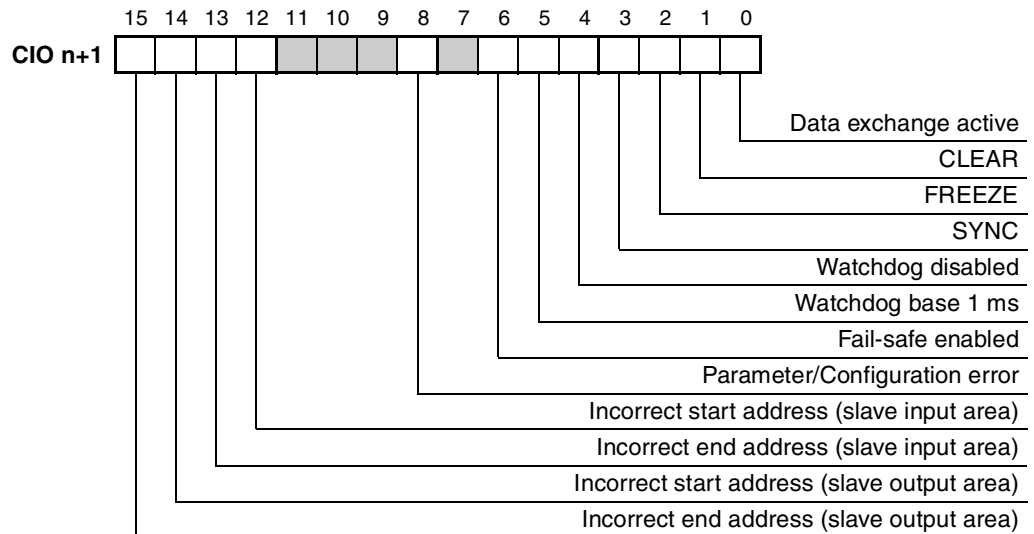 15 14 13 12 11 10 9 8 7 6 5 4 3 2 1 0
CIO n+1
Data exchange active
CLEAR
FREEZE
SYNC
Watchdog disabled
Watchdog base 1 ms
Fail-safe enabled
Parameter/Configuration error
Incorrect start address (slave input area)
Incorrect end address (slave input area)
Incorrect start address (slave output area)
Incorrect end address (slave output area)